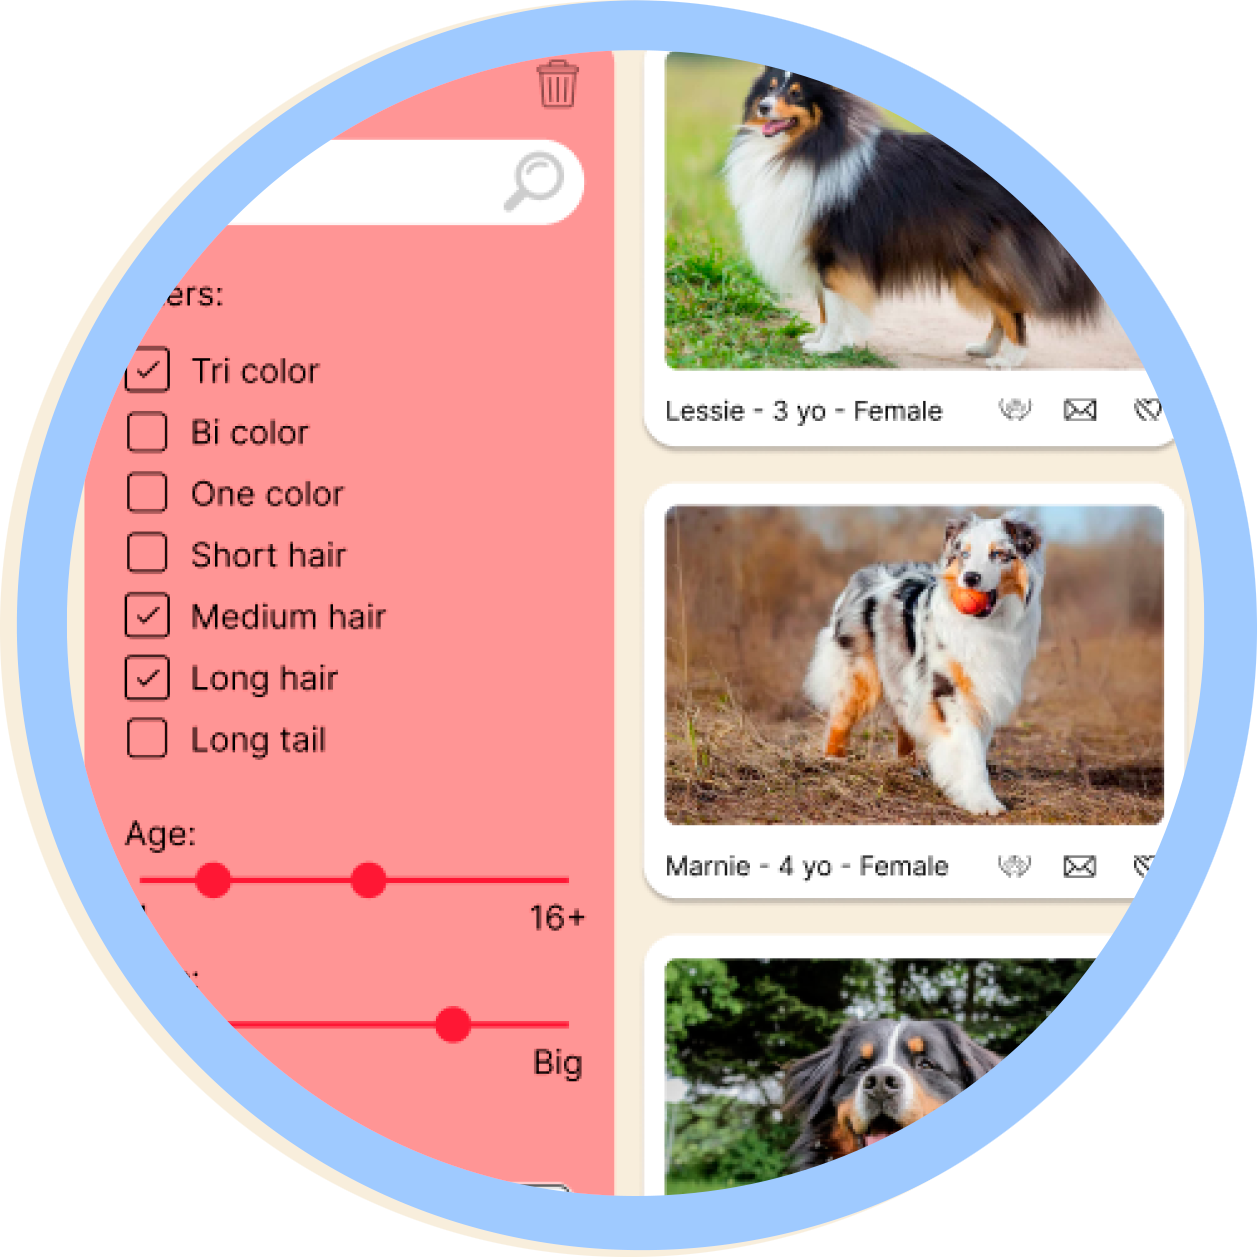 ers:
Tri color
Bi color
One color
Short hair
Medium hair
Long hair
Long tail
Age:
16+
Big
Lessie - 3 yo - Female
Marnie - 4 yo - Female